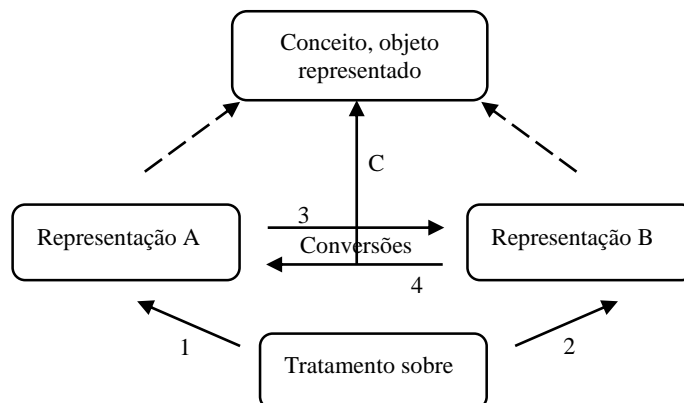 Conceito, objeto
representado
C
3
Representação A
Representação B
Conversões
4
1
2
Tratamento sobre